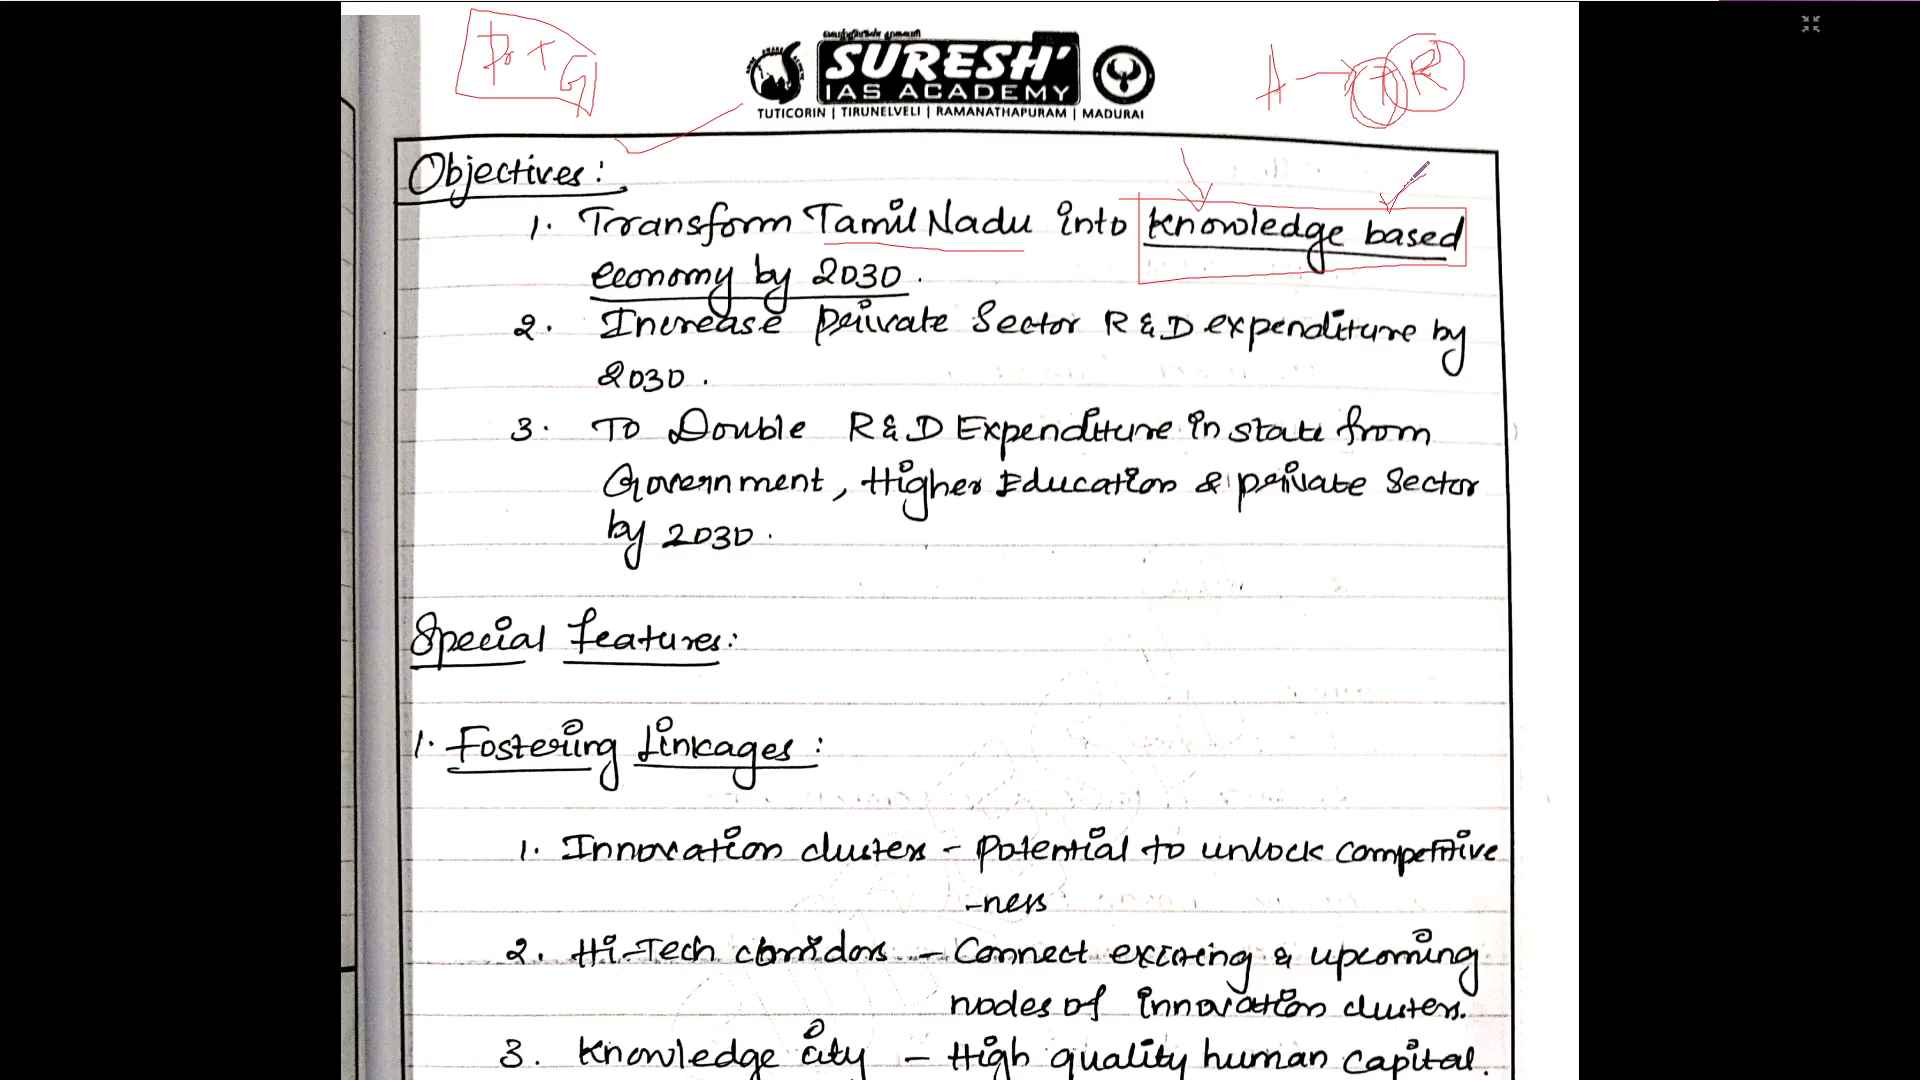 SURESH'
IAS ACADEMY
TUTICORIN | TIRUNELVELI | RAMANATHAPURAM | MADURAI
Objectives:
1. Transform Tamil Nadu into knowledge based
economy by 2030.
2. Increase private Sector R&D expenditure by
2030.
3. To Double R&D Expenditure in state from
Government, Higher Education & private Sector
by 2030.
Special features:
1. Fostering Linkages:
1. Innovation clusters - potential to unlock competitive
-ness
2. Hi-Tech corridors - Connect existing & upcoming
nodes of innovation clusters.
3. Knowledge city - High quality human capital.